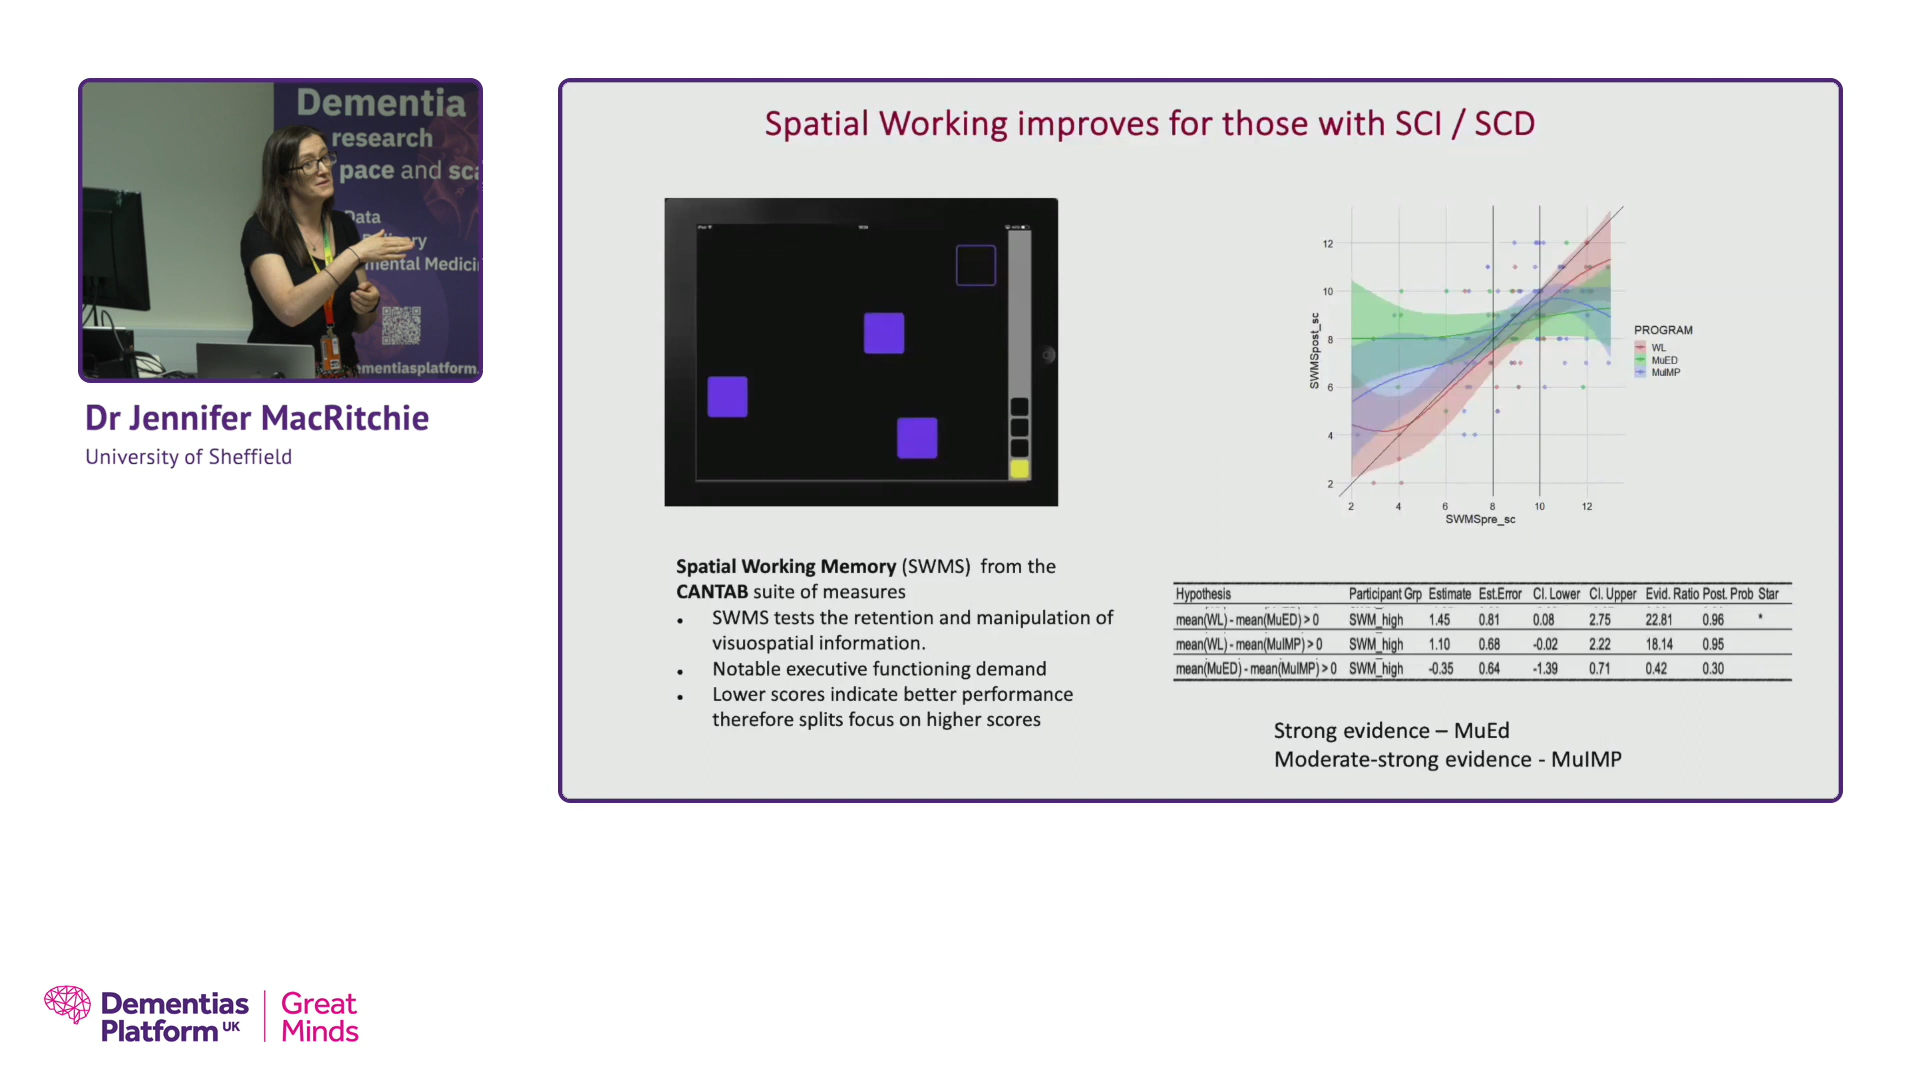 Dementia
research
pace and sca
Data
mental Medici
ementiasplatform.
Dr Jennifer MacRitchie
University of Sheffield
Spatial Working improves for those with SCI / SCD
Spatial Working Memory (SWMS) from the
CANTAB suite of measures
• SWMS tests the retention and manipulation of
visuospatial information.
• Notable executive functioning demand
• Lower scores indicate better performance
therefore splits focus on higher scores
SWMSpost_sc
12
10
8
6
4
2
2 4 6 8 10 12
SWMSpre_sc
PROGRAM
WL
MuED
MuIMP
Hypothesis Participant Grp Estimate Est.Error CI. Lower CI. Upper Evid. Ratio Post. Prob Star
mean(WL) - mean(MuED) > 0 SWM_high 1.45 0.81 0.08 2.75 22.81 0.96 *
mean(WL) - mean(MuIMP) > 0 SWM_high 1.10 0.68 -0.02 2.22 18.14 0.95
mean(MuED) - mean(MuIMP) > 0 SWM_high -0.35 0.64 -1.39 0.71 0.42 0.30
Strong evidence – MuEd
Moderate-strong evidence - MuIMP
Dementias
Platform UK
Great
Minds